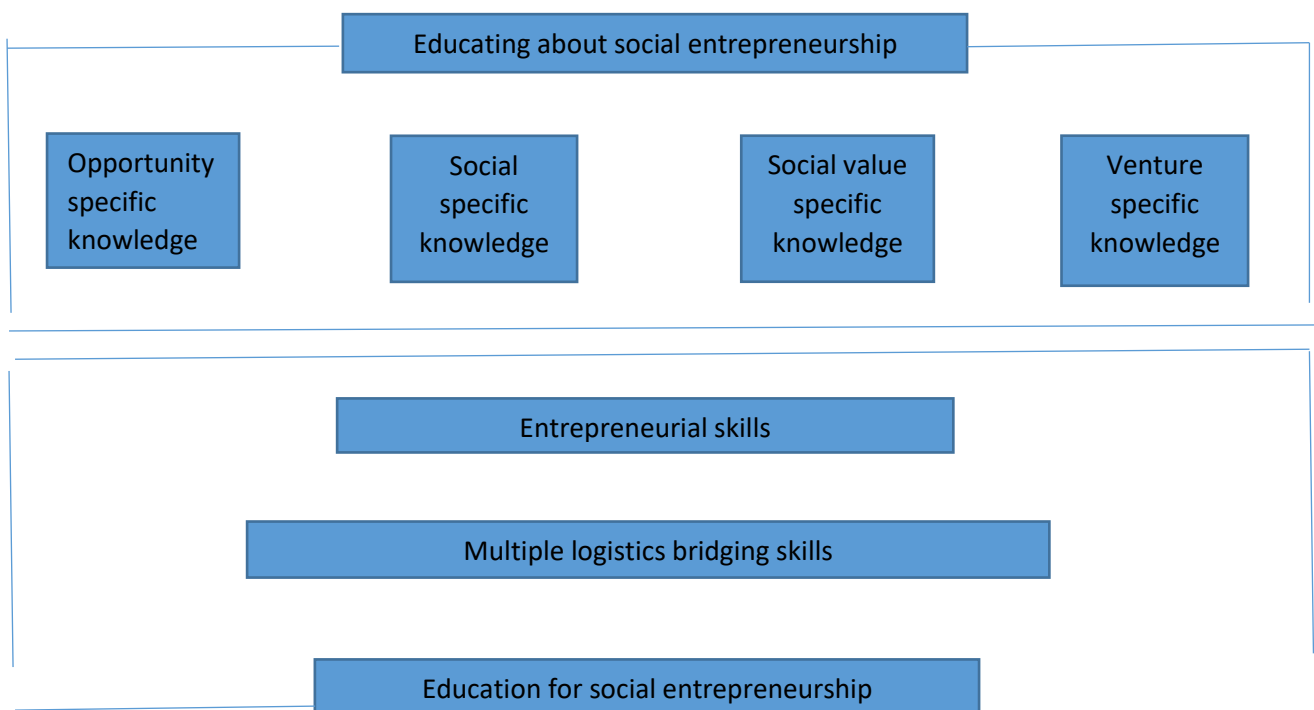 Educating about social entrepreneurship
Opportunity
specific
knowledge
Social
specific
knowledge
Social value
specific
knowledge
Venture
specific
knowledge
Entrepreneurial skills
Multiple logistics bridging skills
Education for social entrepreneurship